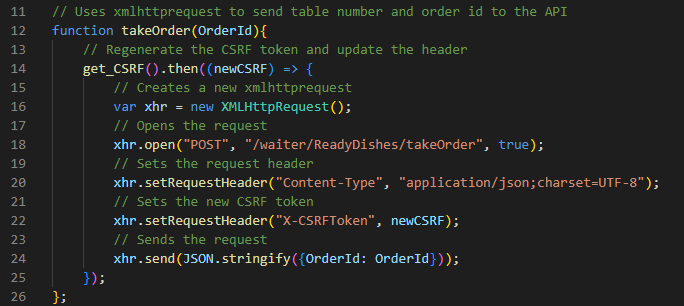 11 // Uses xmlhttprequest to send table number and order id to the API
12 function takeOrder(OrderId){
13 // Regenerate the CSRF token and update the header
14 get_CSRF().then((newCSRF) => {
15 // Creates a new xmlhttprequest
16 var xhr = new XMLHttpRequest();
17 // Opens the request
18 xhr.open("POST", "/waiter/ReadyDishes/takeOrder", true);
19 // Sets the request header
20 xhr.setRequestHeader("Content-Type", "application/json;charset=UTF-8");
21 // Sets the new CSRF token
22 xhr.setRequestHeader("X-CSRFToken", newCSRF);
23 // Sends the request
24 xhr.send(JSON.stringify({OrderId: OrderId}));
25 });
26 };